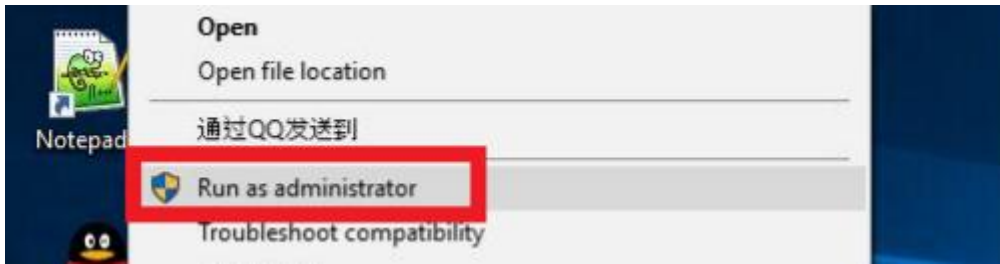 Open
Open file location
通过QQ发送到
Notepad
Run as administrator
Troubleshoot compatibility